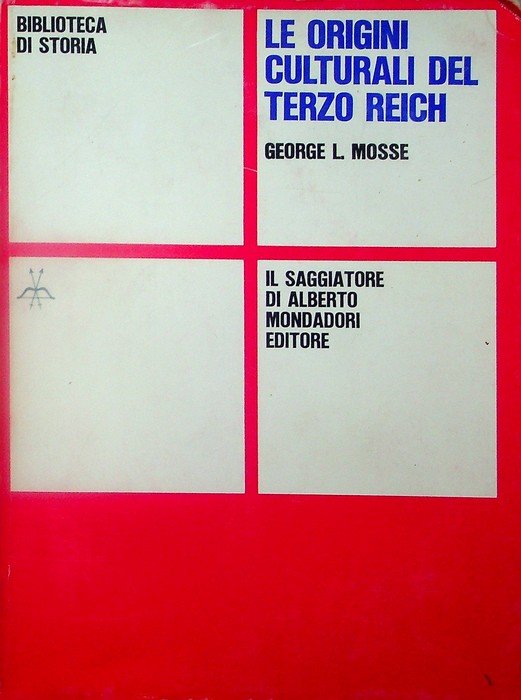 BIBLIOTECA
DI STORIA
LE ORIGINI
CULTURALI DEL
TERZO REICH
GEORGE L. MOSSE
IL SAGGIATORE
DI ALBERTO
MONDADORI
EDITORE